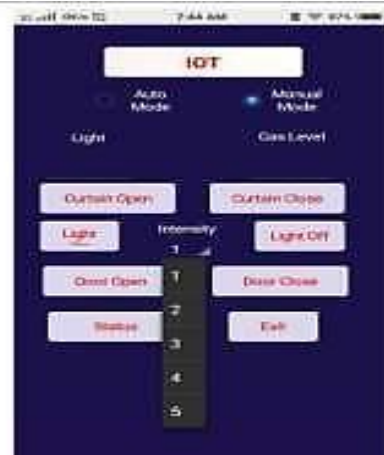 7:44 AM
IOT
Auto Mode
Manual Mode
Light
Gas Level
Curtain Open
Curtain Close
Light
Intensity
1
Light Off
Door Open
1
Door Close
2
Status
Exit
3
4
5